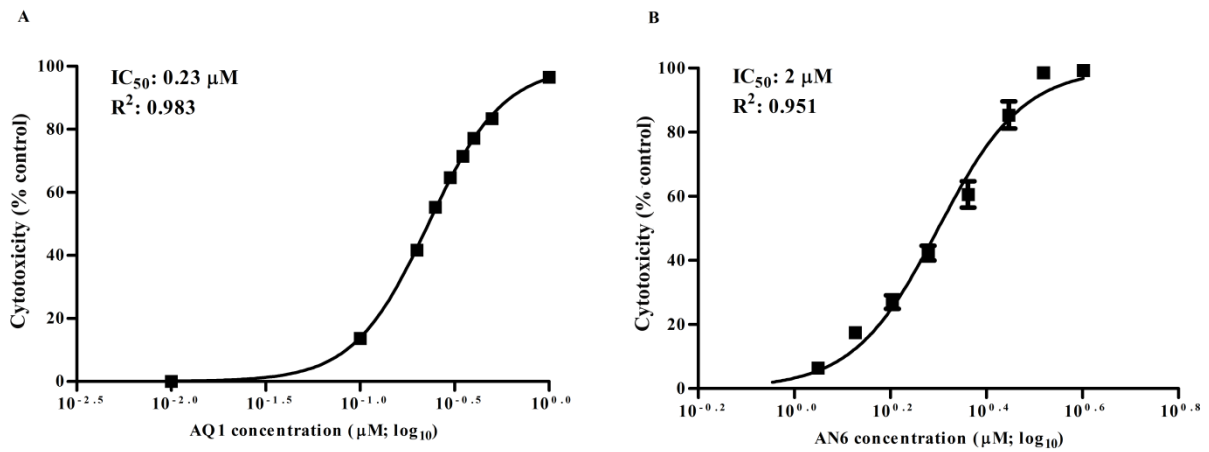 A
IC50: 0.23 µM
R2: 0.983
Cytotoxicity (% control)
100
80
60
40
20
0
10-2.5 10-2.0 10-1.5 10-1.0 10-0.5 100.0
AQ1 concentration (µM; log10)
B
IC50: 2 µM
R2: 0.951
Cytotoxicity (% control)
100
80
60
40
20
0
10-0.2 100.0 100.2 100.4 100.6 100.8
AN6 concentration (µM; log10)